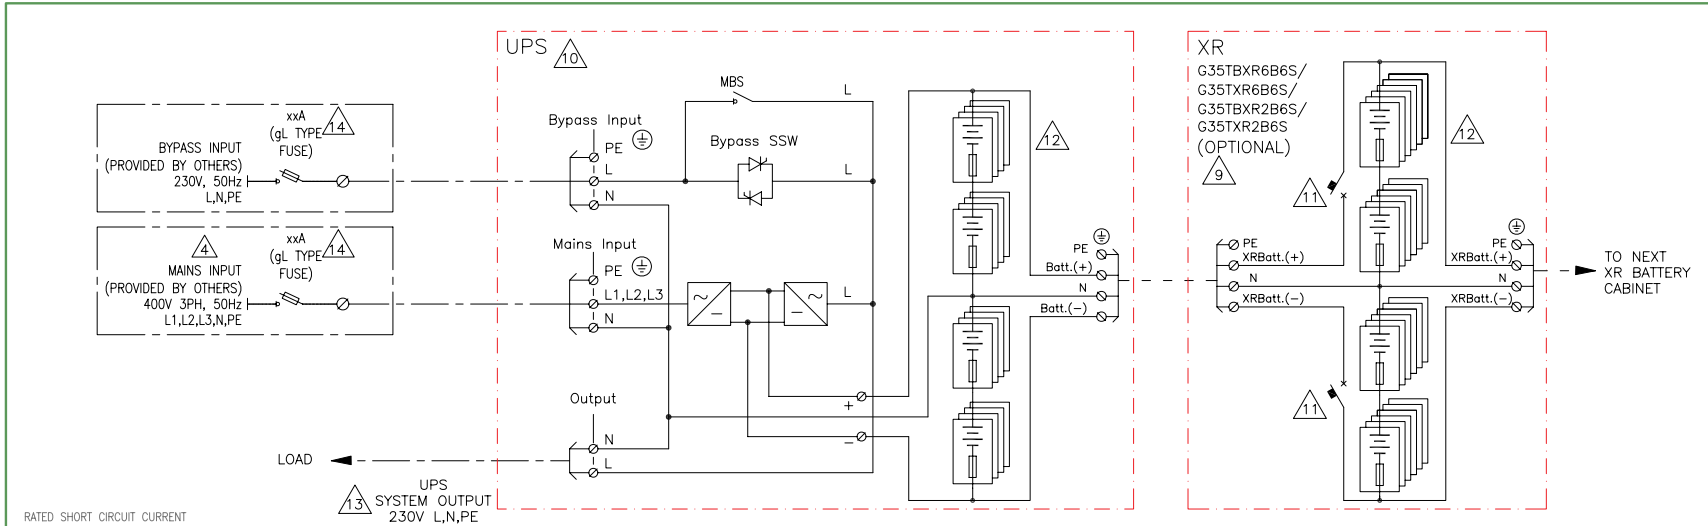 UPS
10
XR
G35TBXR6B6S/
G35TXR6B6S/
G35TBXR2B6S/
G35TXR2B6S
(OPTIONAL)
9
xxA
(gL TYPE
FUSE)
14
BYPASS INPUT
(PROVIDED BY OTHERS)
230V, 50Hz
L,N,PE
4
xxA
(gL TYPE
FUSE)
14
MAINS INPUT
(PROVIDED BY OTHERS)
400V 3PH, 50Hz
L1,L2,L3,N,PE
Bypass Input
PE
L
N
MBS
L
Bypass SSW
L
Mains Input
PE
L1,L2,L3
N
~
–
~
–
L
Output
N
L
+
–
12
PE
Batt.(+)
N
Batt.(–)
11
11
12
PE
XRBatt.(+)
N
XRBatt.(–)
PE
XRBatt.(+)
N
XRBatt.(–)
TO NEXT
XR BATTERY
CABINET
LOAD
13
UPS
SYSTEM OUTPUT
230V L,N,PE
RATED SHORT CIRCUIT CURRENT